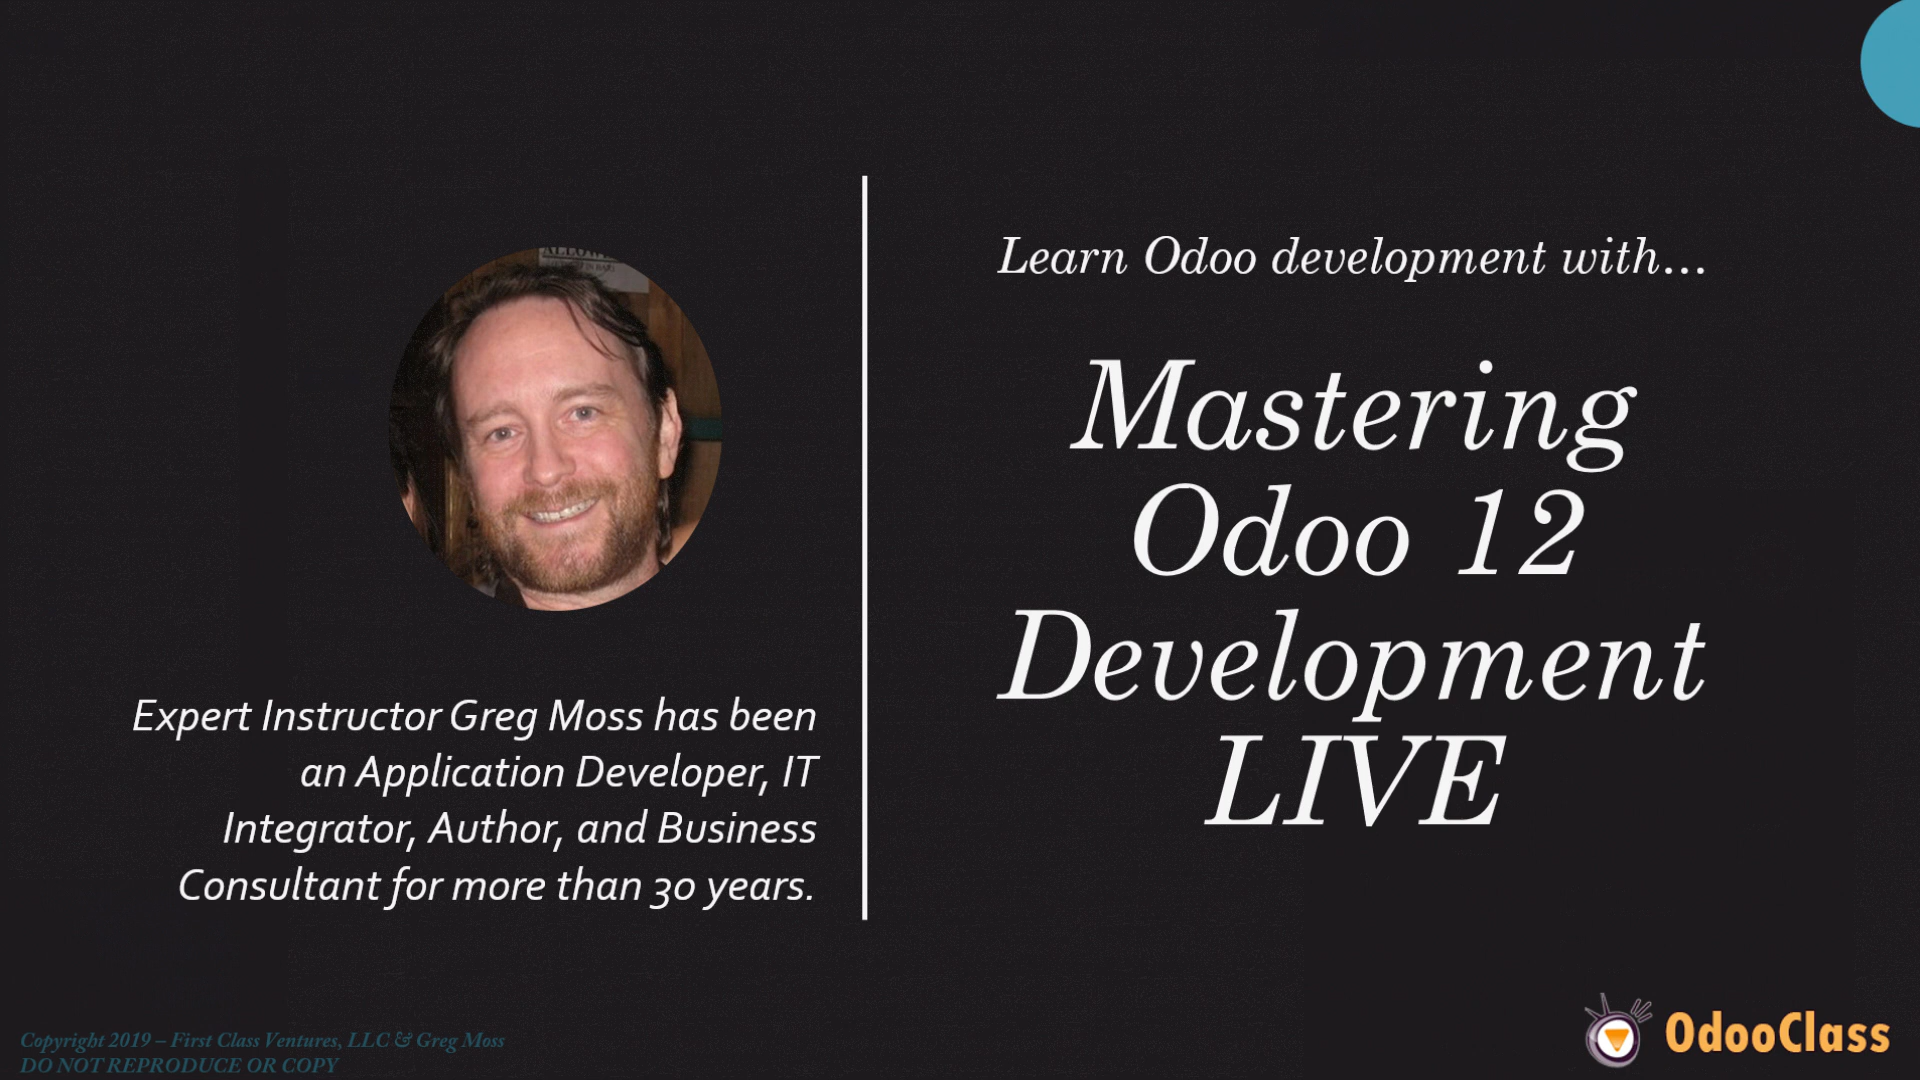 ALLOW
Expert Instructor Greg Moss has been
an Application Developer, IT
Integrator, Author, and Business
Consultant for more than 30 years.
Learn Odoo development with...
Mastering
Odoo 12
Development
LIVE
Copyright 2019 – First Class Ventures, LLC & Greg Moss
DO NOT REPRODUCE OR COPY
OdooClass